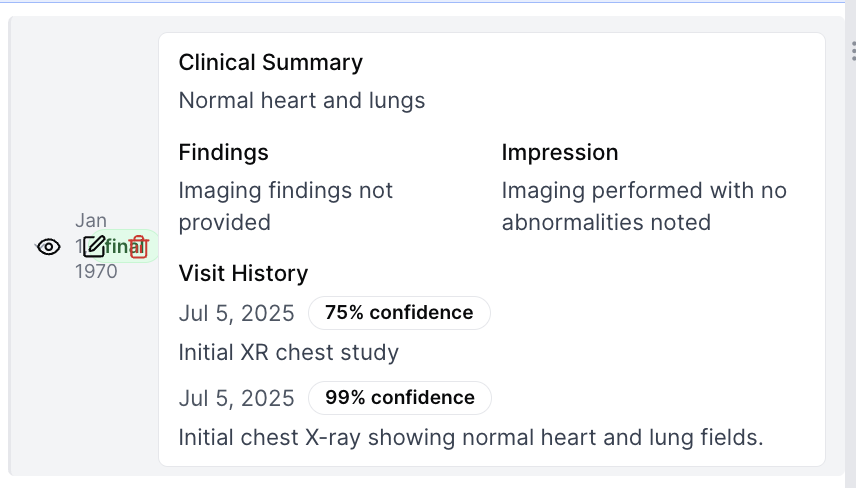 Clinical Summary
Normal heart and lungs
Findings
Imaging findings not
provided
Impression
Imaging performed with no
abnormalities noted
Jan
final
1970
Visit History
Jul 5, 2025 75% confidence
Initial XR chest study
Jul 5, 2025 99% confidence
Initial chest X-ray showing normal heart and lung fields.